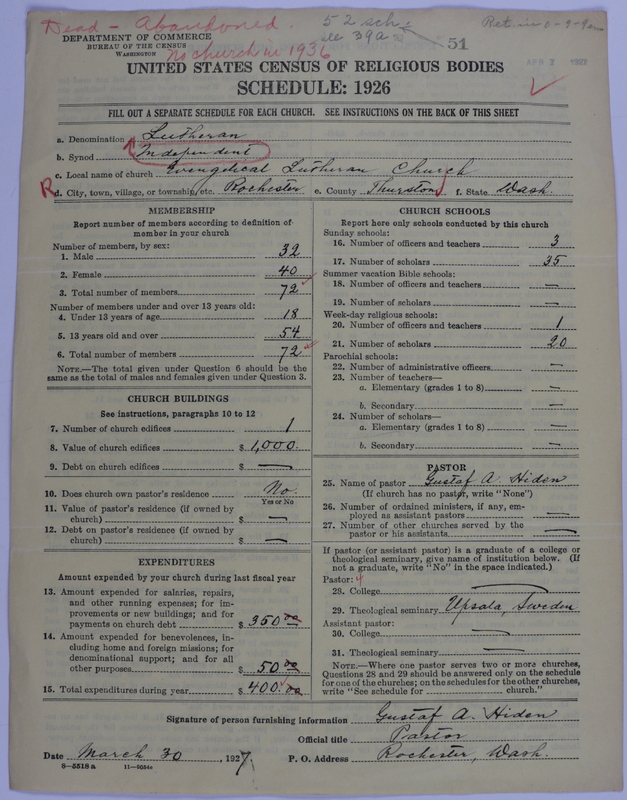 Dead - Abandoned.
52 sch.
see 39a
DEPARTMENT OF COMMERCE
BUREAU OF THE CENSUS
WASHINGTON
No church in 1936
51
APR 2 1927
UNITED STATES CENSUS OF RELIGIOUS BODIES
SCHEDULE: 1926
FILL OUT A SEPARATE SCHEDULE FOR EACH CHURCH. SEE INSTRUCTIONS ON THE BACK OF THIS SHEET
a. Denomination Lutheran
b. Synod Independent
c. Local name of church Evangelical Lutheran Church
R d. City, town, village, or township, etc. Rochester e. County Thurston f. State Wash.
MEMBERSHIP
Report number of members according to definition of member in your church
Number of members, by sex:
1. Male 32
2. Female 40
3. Total number of members 72
Number of members under and over 13 years old:
4. Under 13 years of age 18
5. 13 years old and over 54
6. Total number of members 72
NOTE.—The total given under Question 6 should be the same as the total of males and females given under Question 3.
CHURCH BUILDINGS
See instructions, paragraphs 10 to 12
7. Number of church edifices 1
8. Value of church edifices $ 1,000.
9. Debt on church edifices $ —
10. Does church own pastor's residence No.
Yes or No
11. Value of pastor's residence (if owned by
church) $ —
12. Debt on pastor's residence (if owned by
church) $ —
EXPENDITURES
Amount expended by your church during last fiscal year
13. Amount expended for salaries, repairs,
and other running expenses; for im-
provements or new buildings; and for
payments on church debt $ 350 00
14. Amount expended for benevolences, in-
cluding home and foreign missions; for
denominational support; and for all
other purposes $ 50 00
15. Total expenditures during year $ 400. 00
CHURCH SCHOOLS
Report here only schools conducted by this church
Sunday schools:
16. Number of officers and teachers 3
17. Number of scholars 35
Summer vacation Bible schools:
18. Number of officers and teachers —
19. Number of scholars —
Week-day religious schools:
20. Number of officers and teachers 1
21. Number of scholars 20
Parochial schools:
22. Number of administrative officers —
23. Number of teachers—
a. Elementary (grades 1 to 8) —
b. Secondary —
24. Number of scholars—
a. Elementary (grades 1 to 8) —
b. Secondary —
PASTOR
25. Name of pastor Gustaf A. Hiden
(If church has no pastor, write "None")
26. Number of ordained ministers, if any, em-
ployed as assistant pastors —
27. Number of other churches served by the
pastor or his assistants —
If pastor (or assistant pastor) is a graduate of a college or
theological seminary, give name of institution below. (If
not a graduate, write "No" in the space indicated.)
Pastor: 4
28. College —
29. Theological seminary Upsala, Sweden
Assistant pastor:
30. College —
31. Theological seminary —
NOTE.—Where one pastor serves two or more churches,
Questions 28 and 29 should be answered only on the schedule
for one of the churches; on the schedules for the other churches,
write "See schedule for church."
Signature of person furnishing information Gustaf A. Hiden
Official title Pastor
Date March 30, 1927. P. O. Address Rochester, Wash.
8—5518 a 11—9054a